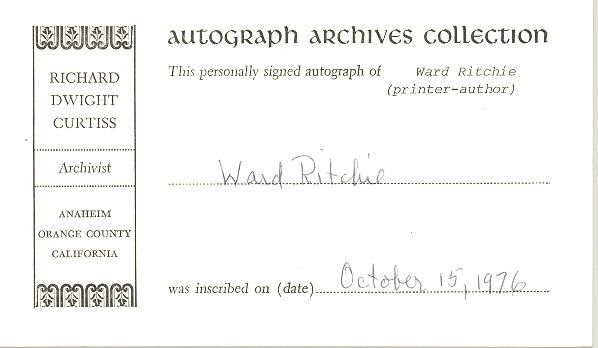 AUTOGRAPH ARCHIVES COLLECTION
RICHARD
DWIGHT
CURTISS
Archivist
ANAHEIM
ORANGE COUNTY
CALIFORNIA
This personally signed autograph of Ward Ritchie
(printer-author)
Ward Ritchie
was inscribed on (date) October 15, 1976